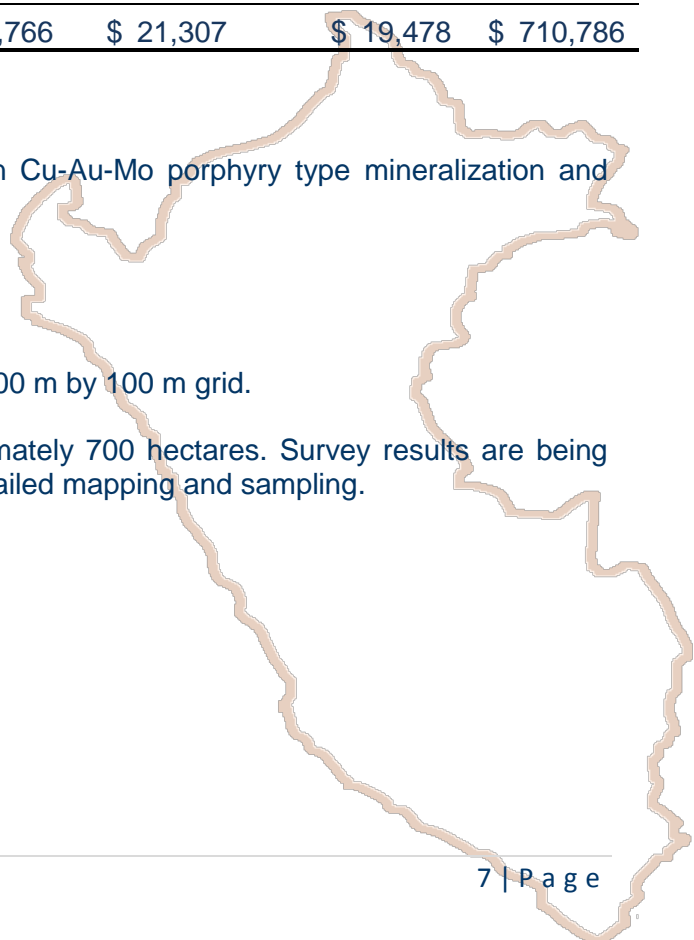 ,766 $ 21,307 $ 19,478 $ 710,786
n Cu-Au-Mo porphyry type mineralization and
00 m by 100 m grid.
mately 700 hectares. Survey results are being
ailed mapping and sampling.
7 | P a g e